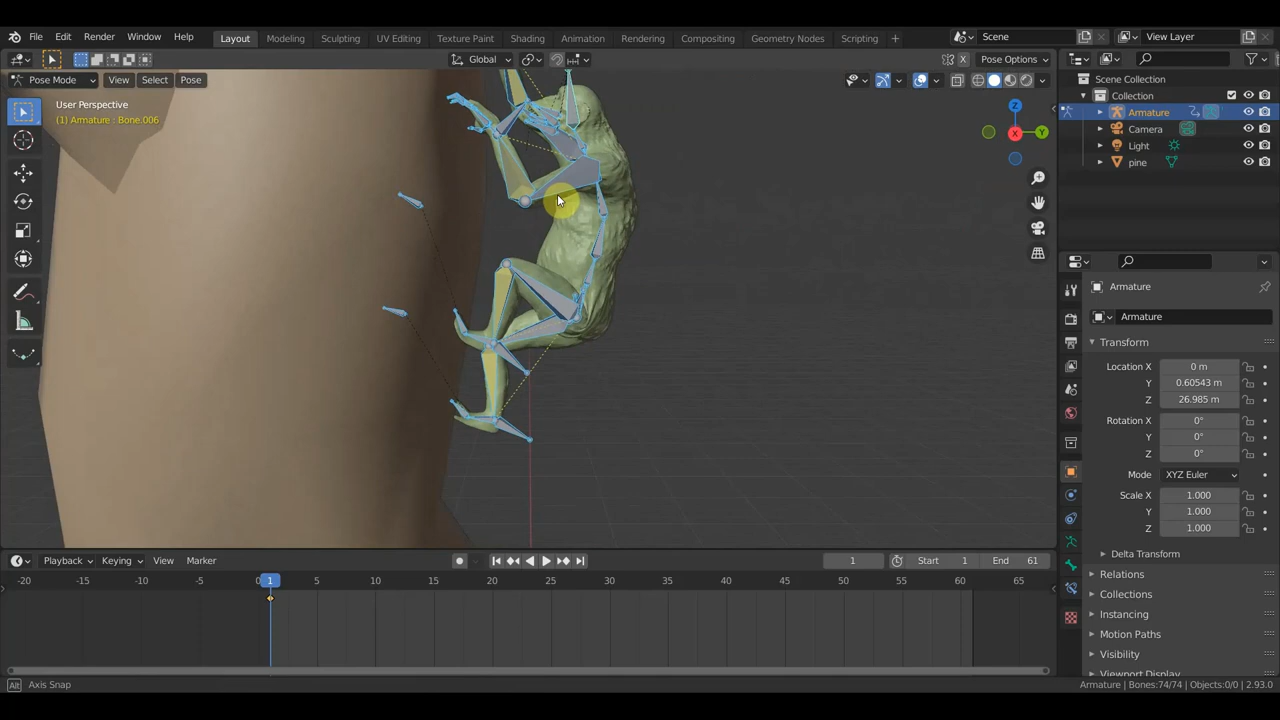 File Edit Render Window Help Layout Modeling Sculpting UV Editing Texture Paint Shading Animation Rendering Compositing Geometry Nodes Scripting + Scene View Layer
Global Pose Options
Pose Mode View Select Pose
User Perspective
(1) Armature : Bone.006
Z
X
Y
Scene Collection
Collection
Armature
Camera
Light
pine
Armature
Armature
Transform
Location X 0 m
Y 0.60543 m
Z 26.985 m
Rotation X 0°
Y 0°
Z 0°
Mode XYZ Euler
Scale X 1.000
Y 1.000
Z 1.000
Delta Transform
Relations
Collections
Instancing
Motion Paths
Visibility
Viewport Display
Playback Keying View Marker 1 Start 1 End 61
-20 -15 -10 -5 0 1 5 10 15 20 25 30 35 40 45 50 55 60 65
Alt Axis Snap
Armature | Bones:74/74 | Objects:0/0 | 2.93.0